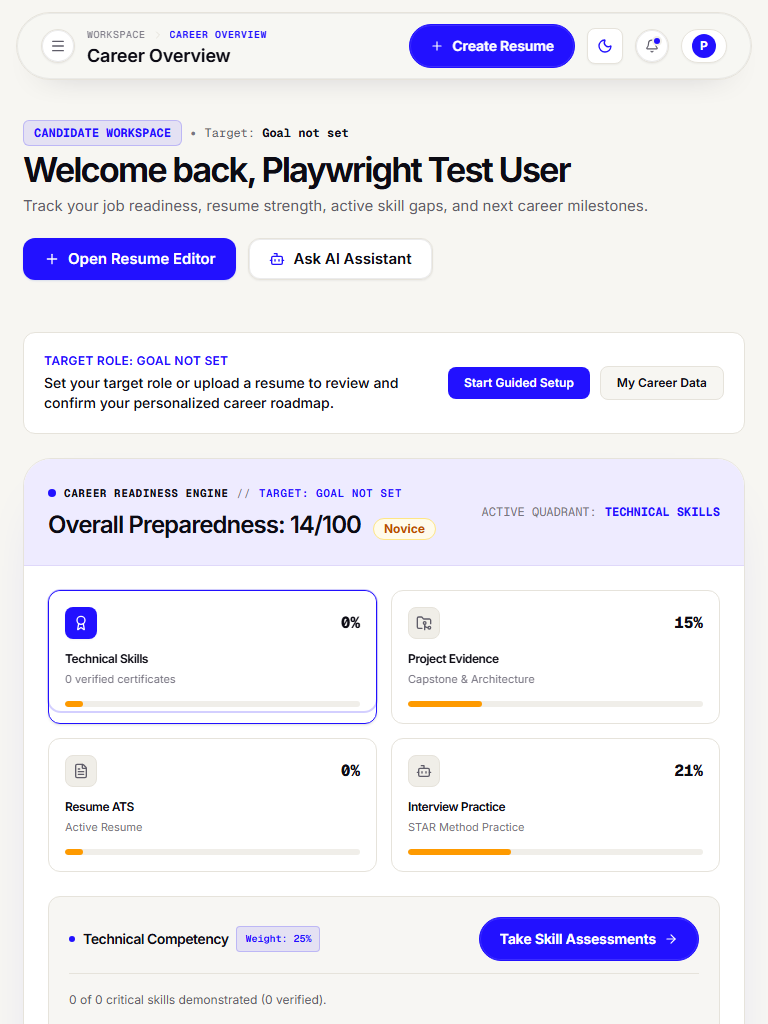 WORKSPACE > CAREER OVERVIEW
Career Overview
+ Create Resume
P
CANDIDATE WORKSPACE • Target: Goal not set
Welcome back, Playwright Test User
Track your job readiness, resume strength, active skill gaps, and next career milestones.
+ Open Resume Editor
Ask AI Assistant
TARGET ROLE: GOAL NOT SET
Set your target role or upload a resume to review and
confirm your personalized career roadmap.
Start Guided Setup
My Career Data
CAREER READINESS ENGINE // TARGET: GOAL NOT SET
Overall Preparedness: 14/100 Novice
ACTIVE QUADRANT: TECHNICAL SKILLS
0%
Technical Skills
0 verified certificates
15%
Project Evidence
Capstone & Architecture
0%
Resume ATS
Active Resume
21%
Interview Practice
STAR Method Practice
Technical Competency Weight: 25%
Take Skill Assessments →
0 of 0 critical skills demonstrated (0 verified).